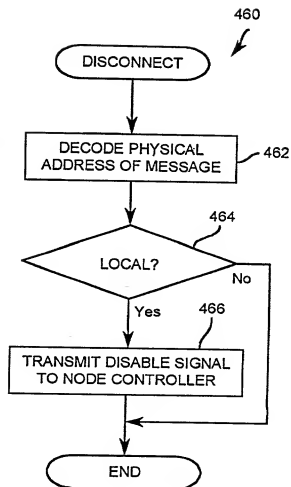 460
DISCONNECT
DECODE PHYSICAL
ADDRESS OF MESSAGE
462
464
LOCAL?
No
Yes
466
TRANSMIT DISABLE SIGNAL
TO NODE CONTROLLER
END